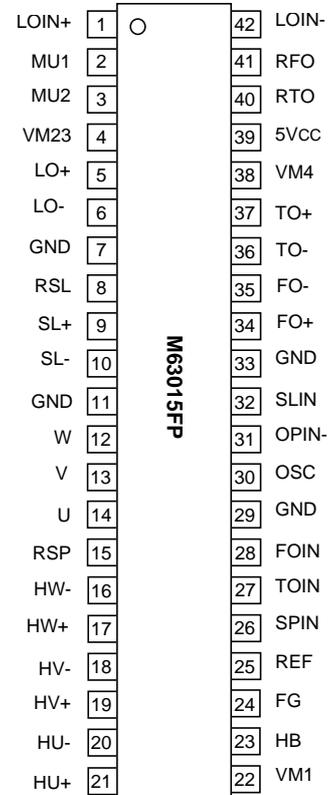 LOIN+ 1 42 LOIN-
MU1 2 41 RFO
MU2 3 40 RTO
VM23 4 39 5VCC
LO+ 5 38 VM4
LO- 6 37 TO+
GND 7 36 TO-
RSL 8 35 FO-
SL+ 9 34 FO+
SL- 10 33 GND
GND 11 32 SLIN
W 12 31 OPIN-
V 13 30 OSC
U 14 29 GND
RSP 15 28 FOIN
HW- 16 27 TOIN
HW+ 17 26 SPIN
HV- 18 25 REF
HV+ 19 24 FG
HU- 20 23 HB
HU+ 21 22 VM1
M63015FP